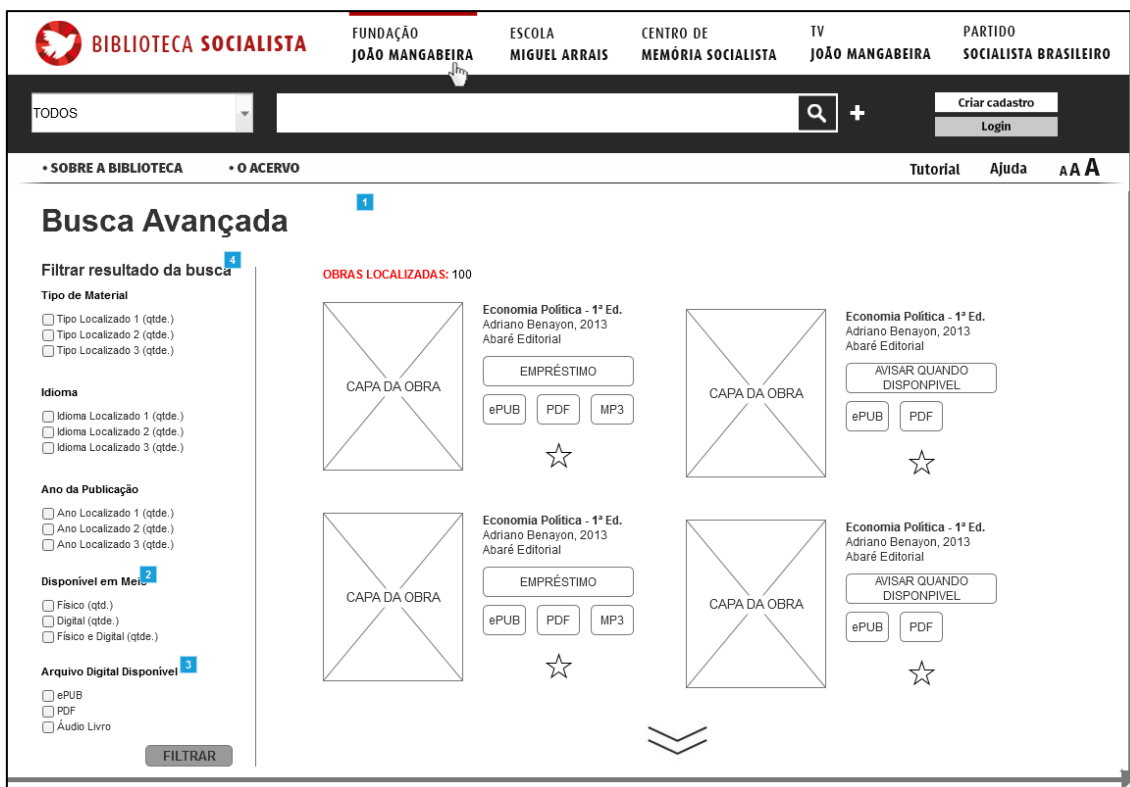 BIBLIOTECA SOCIALISTA
FUNDAÇÃO
JOÃO MANGABEIRA
ESCOLA
MIGUEL ARRAIS
CENTRO DE
MEMÓRIA SOCIALISTA
TV
JOÃO MANGABEIRA
PARTIDO
SOCIALISTA BRASILEIRO
TODOS
+
Criar cadastro
Login
• SOBRE A BIBLIOTECA
• O ACERVO
Tutorial
Ajuda
A A A
1
Busca Avançada
4
Filtrar resultado da busca
Tipo de Material
Tipo Localizado 1 (qtde.)
Tipo Localizado 2 (qtde.)
Tipo Localizado 3 (qtde.)
Idioma
Idioma Localizado 1 (qtde.)
Idioma Localizado 2 (qtde.)
Idioma Localizado 3 (qtde.)
Ano da Publicação
Ano Localizado 1 (qtde.)
Ano Localizado 2 (qtde.)
Ano Localizado 3 (qtde.)
Disponível em Meio
2
Físico (qtd.)
Digital (qtde.)
Físico e Digital (qtde.)
Arquivo Digital Disponível
3
ePUB
PDF
Áudio Livro
FILTRAR
OBRAS LOCALIZADAS: 100
CAPA DA OBRA
Economia Política - 1ª Ed.
Adriano Benayon, 2013
Abaré Editorial
EMPRÉSTIMO
ePUB
PDF
MP3
CAPA DA OBRA
Economia Política - 1ª Ed.
Adriano Benayon, 2013
Abaré Editorial
AVISAR QUANDO
DISPONPIVEL
ePUB
PDF
CAPA DA OBRA
Economia Política - 1ª Ed.
Adriano Benayon, 2013
Abaré Editorial
EMPRÉSTIMO
ePUB
PDF
MP3
CAPA DA OBRA
Economia Política - 1ª Ed.
Adriano Benayon, 2013
Abaré Editorial
AVISAR QUANDO
DISPONPIVEL
ePUB
PDF